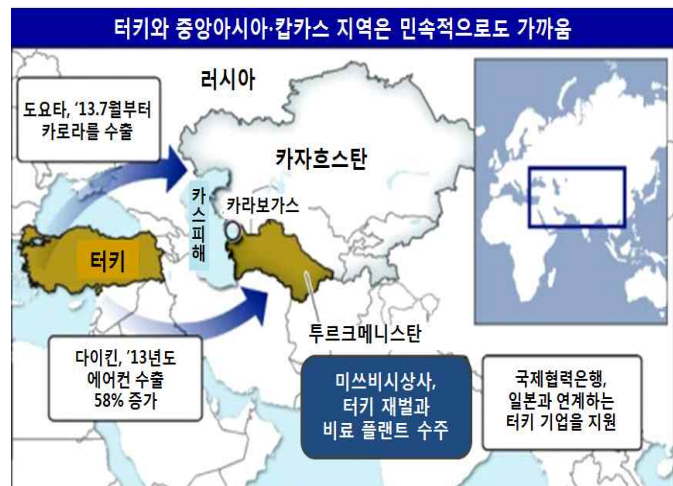 터키와 중앙아시아·캅카스 지역은 민속적으로도 가까움
러시아
도요타, ‘13.7월부터
카로라를 수출
카자흐스탄
카스피해
카라보가스
터키
투르크메니스탄
다이킨, ‘13년도
에어컨 수출
58% 증가
미쓰비시상사,
터키 재벌과
비료 플랜트 수주
국제협력은행,
일본과 연계하는
터키 기업을 지원